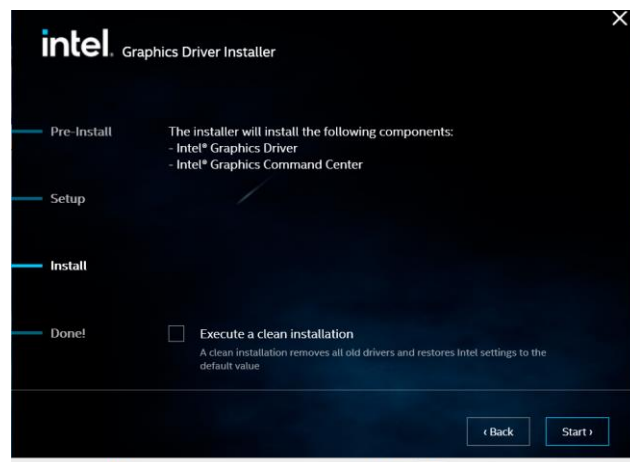 intel. Graphics Driver Installer
Pre-Install
The installer will install the following components:
- Intel® Graphics Driver
- Intel® Graphics Command Center
Setup
Install
Done!
Execute a clean installation
A clean installation removes all old drivers and restores Intel settings to the
default value
‹ Back
Start ›